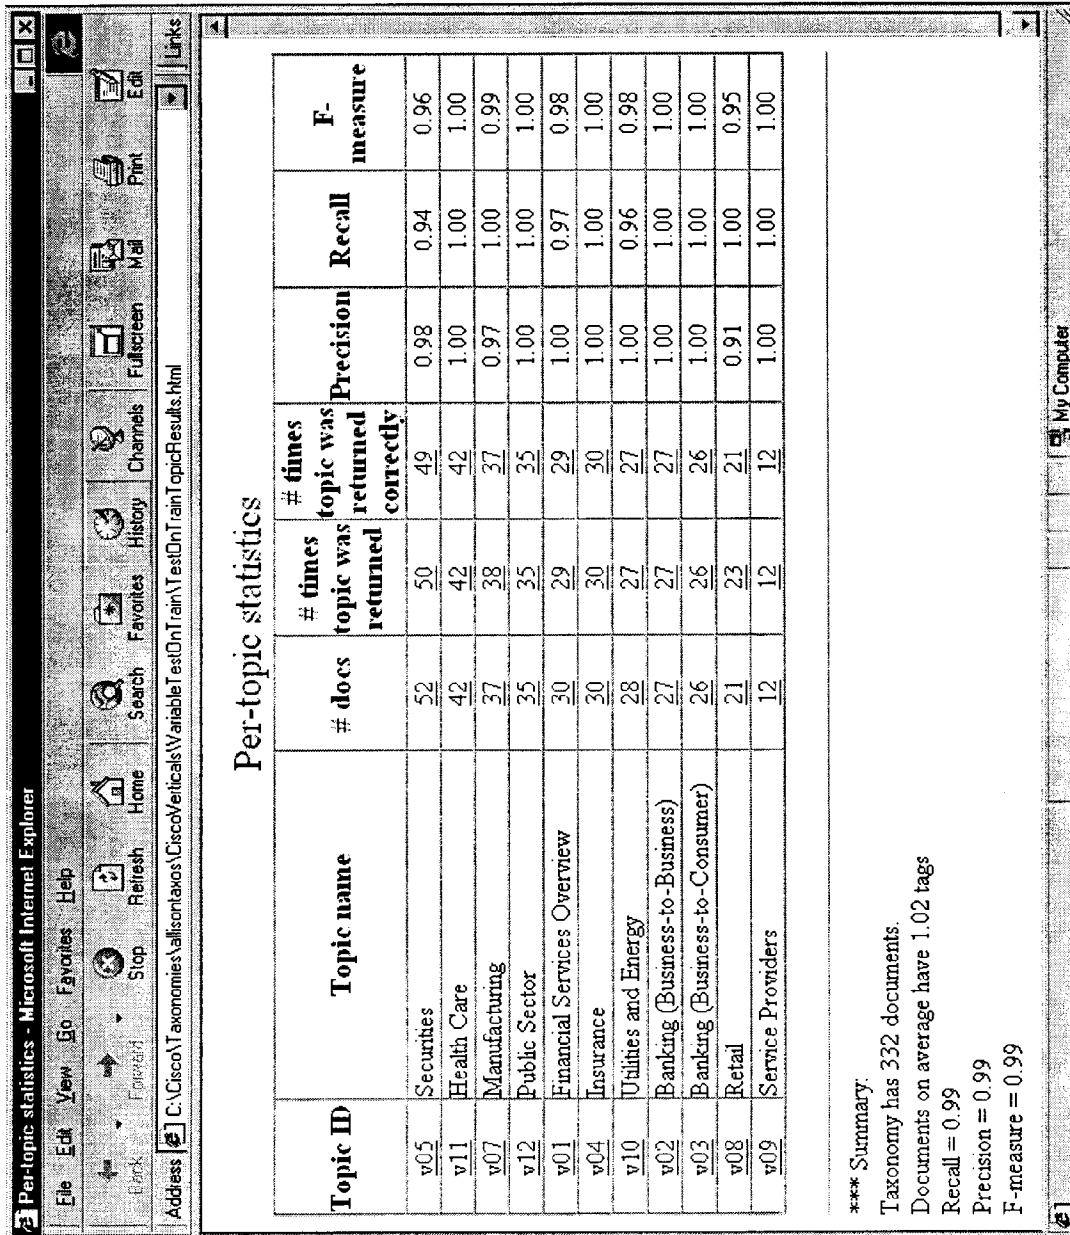 Per-topic statistics - Microsoft Internet Explorer
File Edit View Go Favorites Help
Back Forward Stop Refresh Home Search Favorites History Channels Fullscreen Mail Print Edit
Address C:\Cisco\Taxonomies\allisontaxos\CiscoVerticals\VariableTestOnTrain\TestOnTrainTopicResults.html Links
Per-topic statistics
Topic ID Topic name # docs # times topic was returned # times topic was returned correctly Precision Recall F-measure
v05 Securities 52 50 49 0.98 0.94 0.96
v11 Health Care 42 42 42 1.00 1.00 1.00
v07 Manufacturing 37 38 37 0.97 1.00 0.99
v12 Public Sector 35 35 35 1.00 1.00 1.00
v01 Financial Services Overview 30 29 29 1.00 0.97 0.98
v04 Insurance 30 30 30 1.00 1.00 1.00
v10 Utilities and Energy 28 27 27 1.00 0.96 0.98
v02 Banking (Business-to-Business) 27 27 27 1.00 1.00 1.00
v03 Banking (Business-to-Consumer) 26 26 26 1.00 1.00 1.00
v08 Retail 21 23 21 0.91 1.00 0.95
v09 Service Providers 12 12 12 1.00 1.00 1.00
*** Summary:
Taxonomy has 332 documents.
Documents on average have 1.02 tags
Recall = 0.99
Precision = 0.99
F-measure = 0.99
My Computer